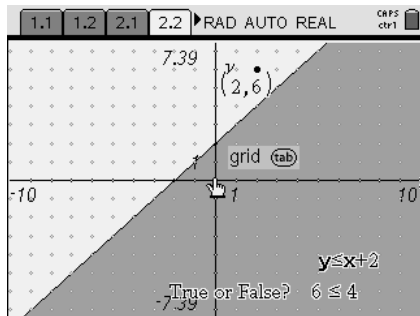 1.1 1.2 2.1 2.2 RAD AUTO REAL CAPS ctrl
7.39 y
(2,6)
1 grid tab
-10 1 10
y≤x+2
True or False? 6 ≤ 4
-7.39